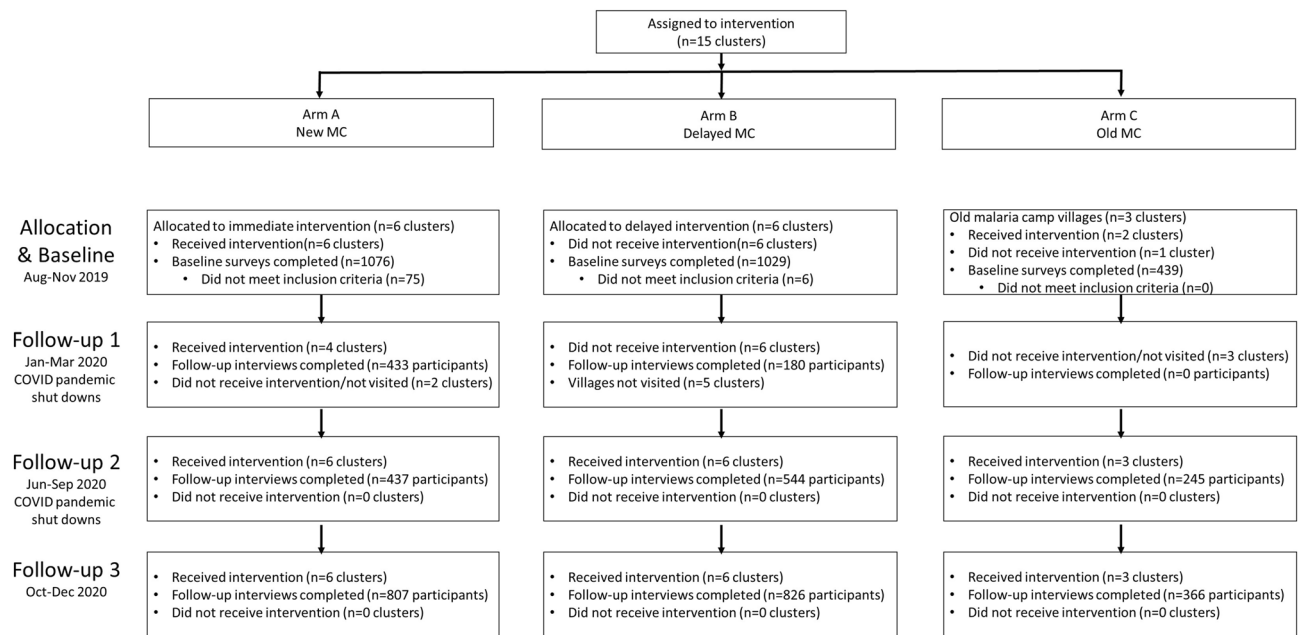 Assigned to intervention
(n=15 clusters)
Arm A
New MC
Arm B
Delayed MC
Arm C
Old MC
Allocation
& Baseline
Aug-Nov 2019
Allocated to immediate intervention (n=6 clusters)
• Received intervention(n=6 clusters)
• Baseline surveys completed (n=1076)
• Did not meet inclusion criteria (n=75)
Allocated to delayed intervention (n=6 clusters)
• Did not receive intervention(n=6 clusters)
• Baseline surveys completed (n=1029)
• Did not meet inclusion criteria (n=6)
Old malaria camp villages (n=3 clusters)
• Received intervention (n=2 clusters)
• Did not receive intervention (n=1 cluster)
• Baseline surveys completed (n=439)
• Did not meet inclusion criteria (n=0)
Follow-up 1
Jan-Mar 2020
COVID pandemic
shut downs
• Received intervention (n=4 clusters)
• Follow-up interviews completed (n=433 participants)
• Did not receive intervention/not visited (n=2 clusters)
• Did not receive intervention (n=6 clusters)
• Follow-up interviews completed (n=180 participants)
• Villages not visited (n=5 clusters)
• Did not receive intervention/not visited (n=3 clusters)
• Follow-up interviews completed (n=0 participants)
Follow-up 2
Jun-Sep 2020
COVID pandemic
shut downs
• Received intervention (n=6 clusters)
• Follow-up interviews completed (n=437 participants)
• Did not receive intervention (n=0 clusters)
• Received intervention (n=6 clusters)
• Follow-up interviews completed (n=544 participants)
• Did not receive intervention (n=0 clusters)
• Received intervention (n=3 clusters)
• Follow-up interviews completed (n=245 participants)
• Did not receive intervention (n=0 clusters)
Follow-up 3
Oct-Dec 2020
• Received intervention (n=6 clusters)
• Follow-up interviews completed (n=807 participants)
• Did not receive intervention (n=0 clusters)
• Received intervention (n=6 clusters)
• Follow-up interviews completed (n=826 participants)
• Did not receive intervention (n=0 clusters)
• Received intervention (n=3 clusters)
• Follow-up interviews completed (n=366 participants)
• Did not receive intervention (n=0 clusters)